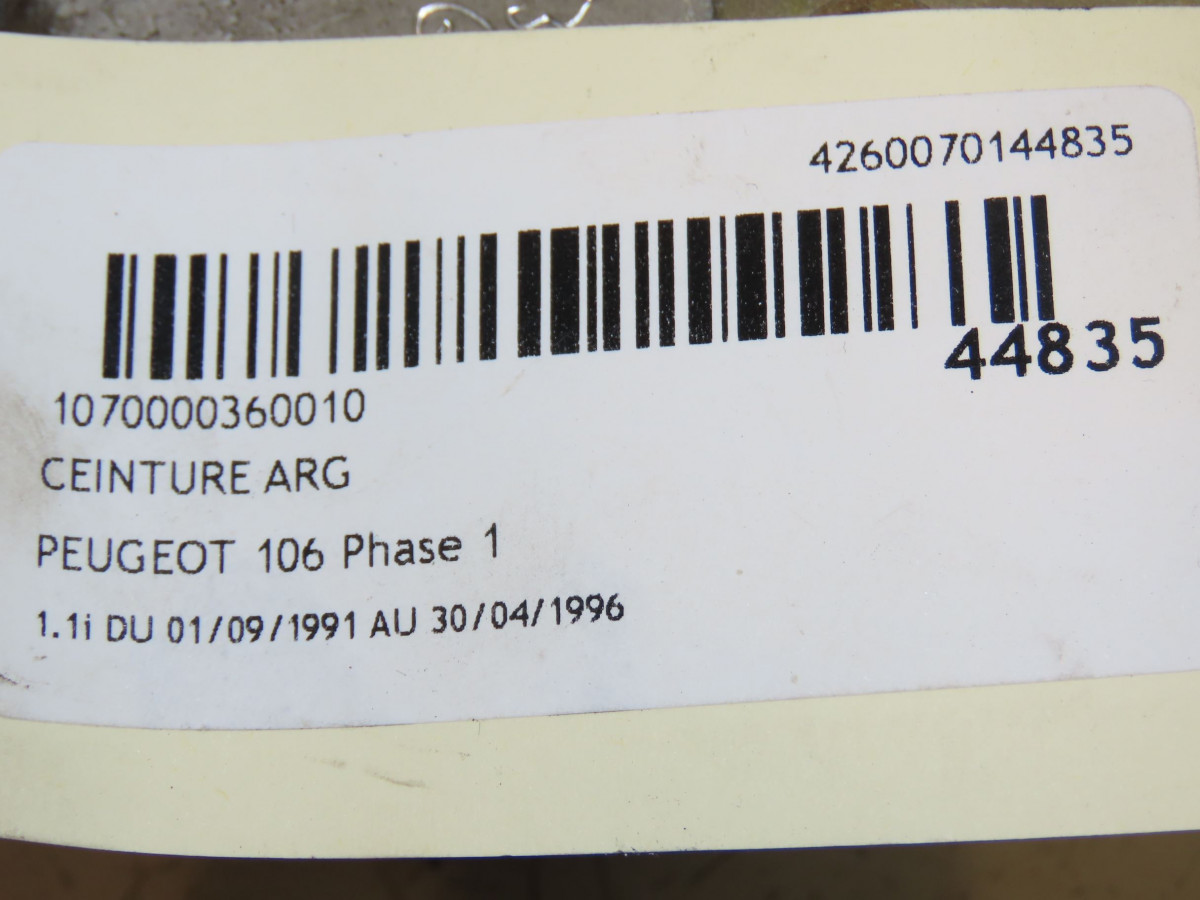 4260070144835
44835
1070000360010
CEINTURE ARG
PEUGEOT 106 Phase 1
1.1i DU 01/09/1991 AU 30/04/1996